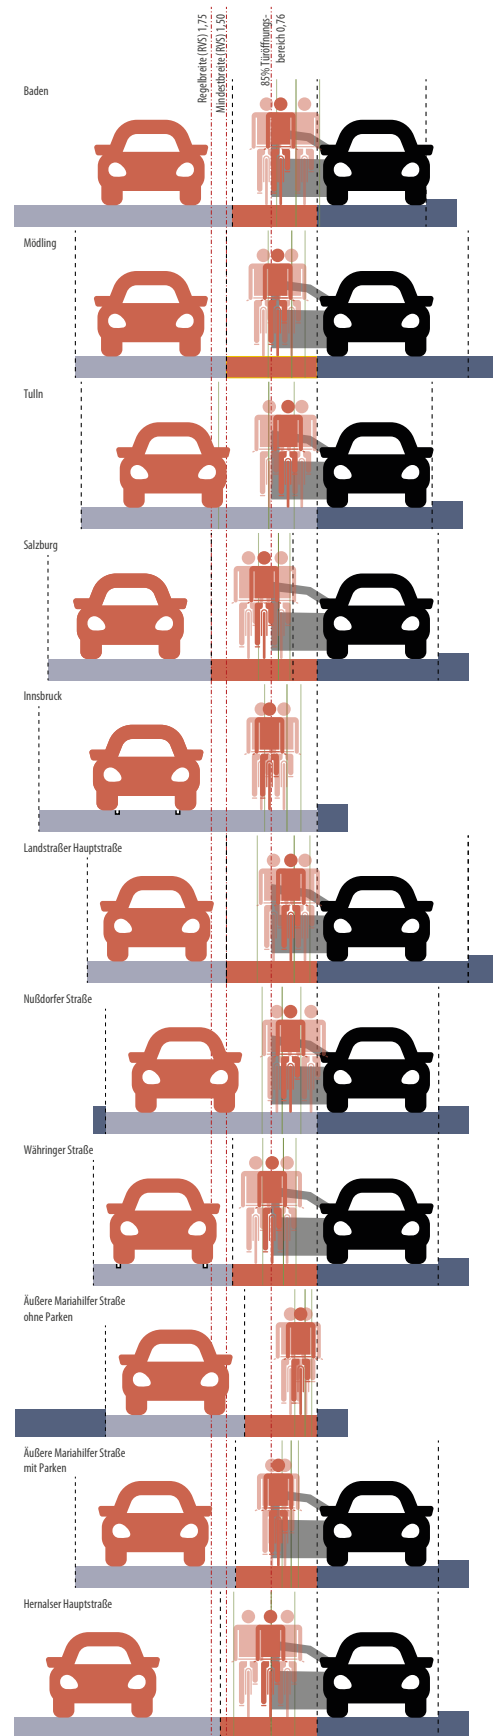 Regelbreite (RVS) 1,75
Mindestbreite (RVS) 1,50
85% Türöffnungs-
bereich 0,76
Baden
Mödling
Tulln
Salzburg
Innsbruck
Landstraßer Hauptstraße
Nußdorfer Straße
Währinger Straße
Äußere Mariahilfer Straße
ohne Parken
Äußere Mariahilfer Straße
mit Parken
Hernalser Hauptstraße